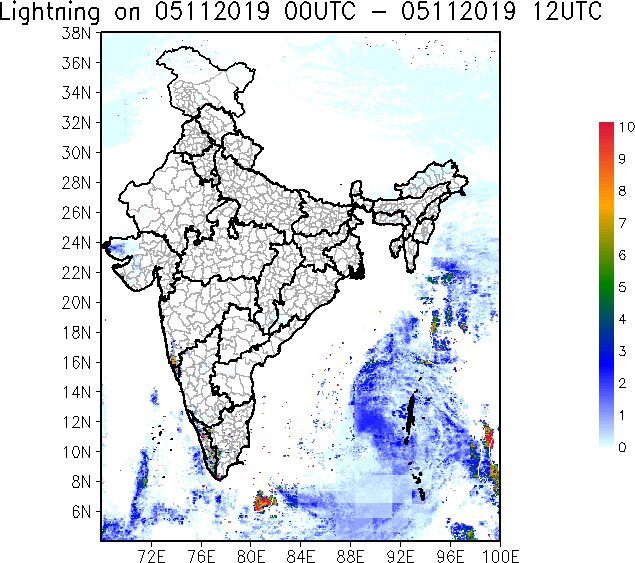 Lightning on 05112019 00UTC – 05112019 12UTC
38N
36N
34N
32N
30N
28N
26N
24N
22N
20N
18N
16N
14N
12N
10N
8N
6N
72E 76E 80E 84E 88E 92E 96E 100E
10
9
8
7
6
5
4
3
2
1
0